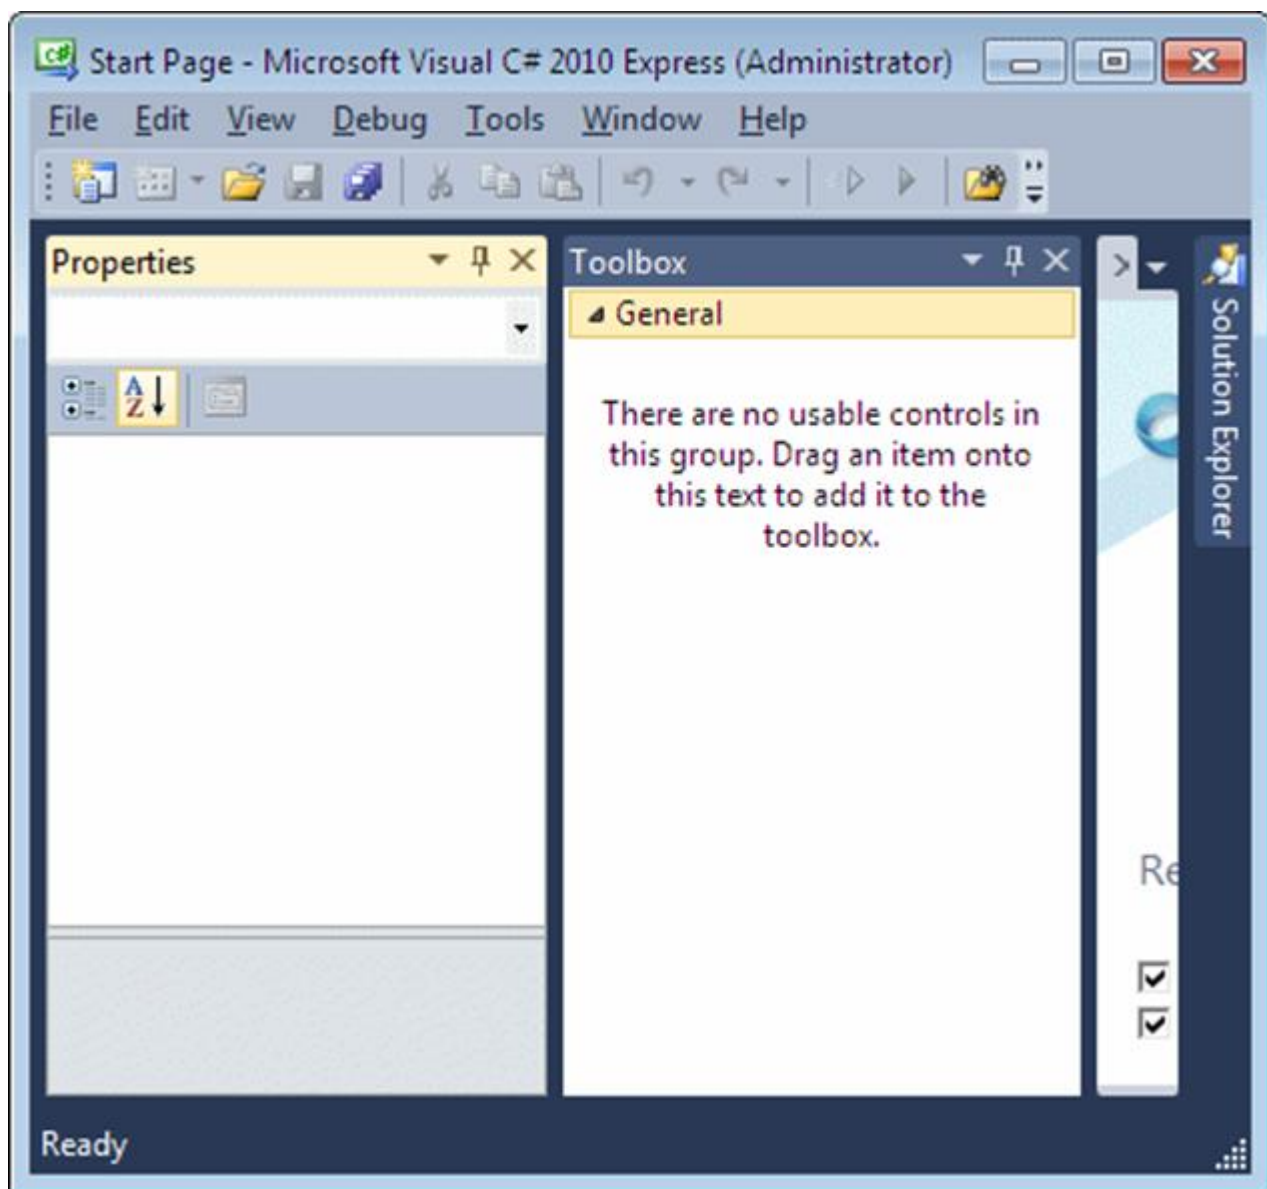 Start Page - Microsoft Visual C# 2010 Express (Administrator)
File Edit View Debug Tools Window Help
Properties
Toolbox
General
There are no usable controls in
this group. Drag an item onto
this text to add it to the
toolbox.
Solution Explorer
Re
Ready